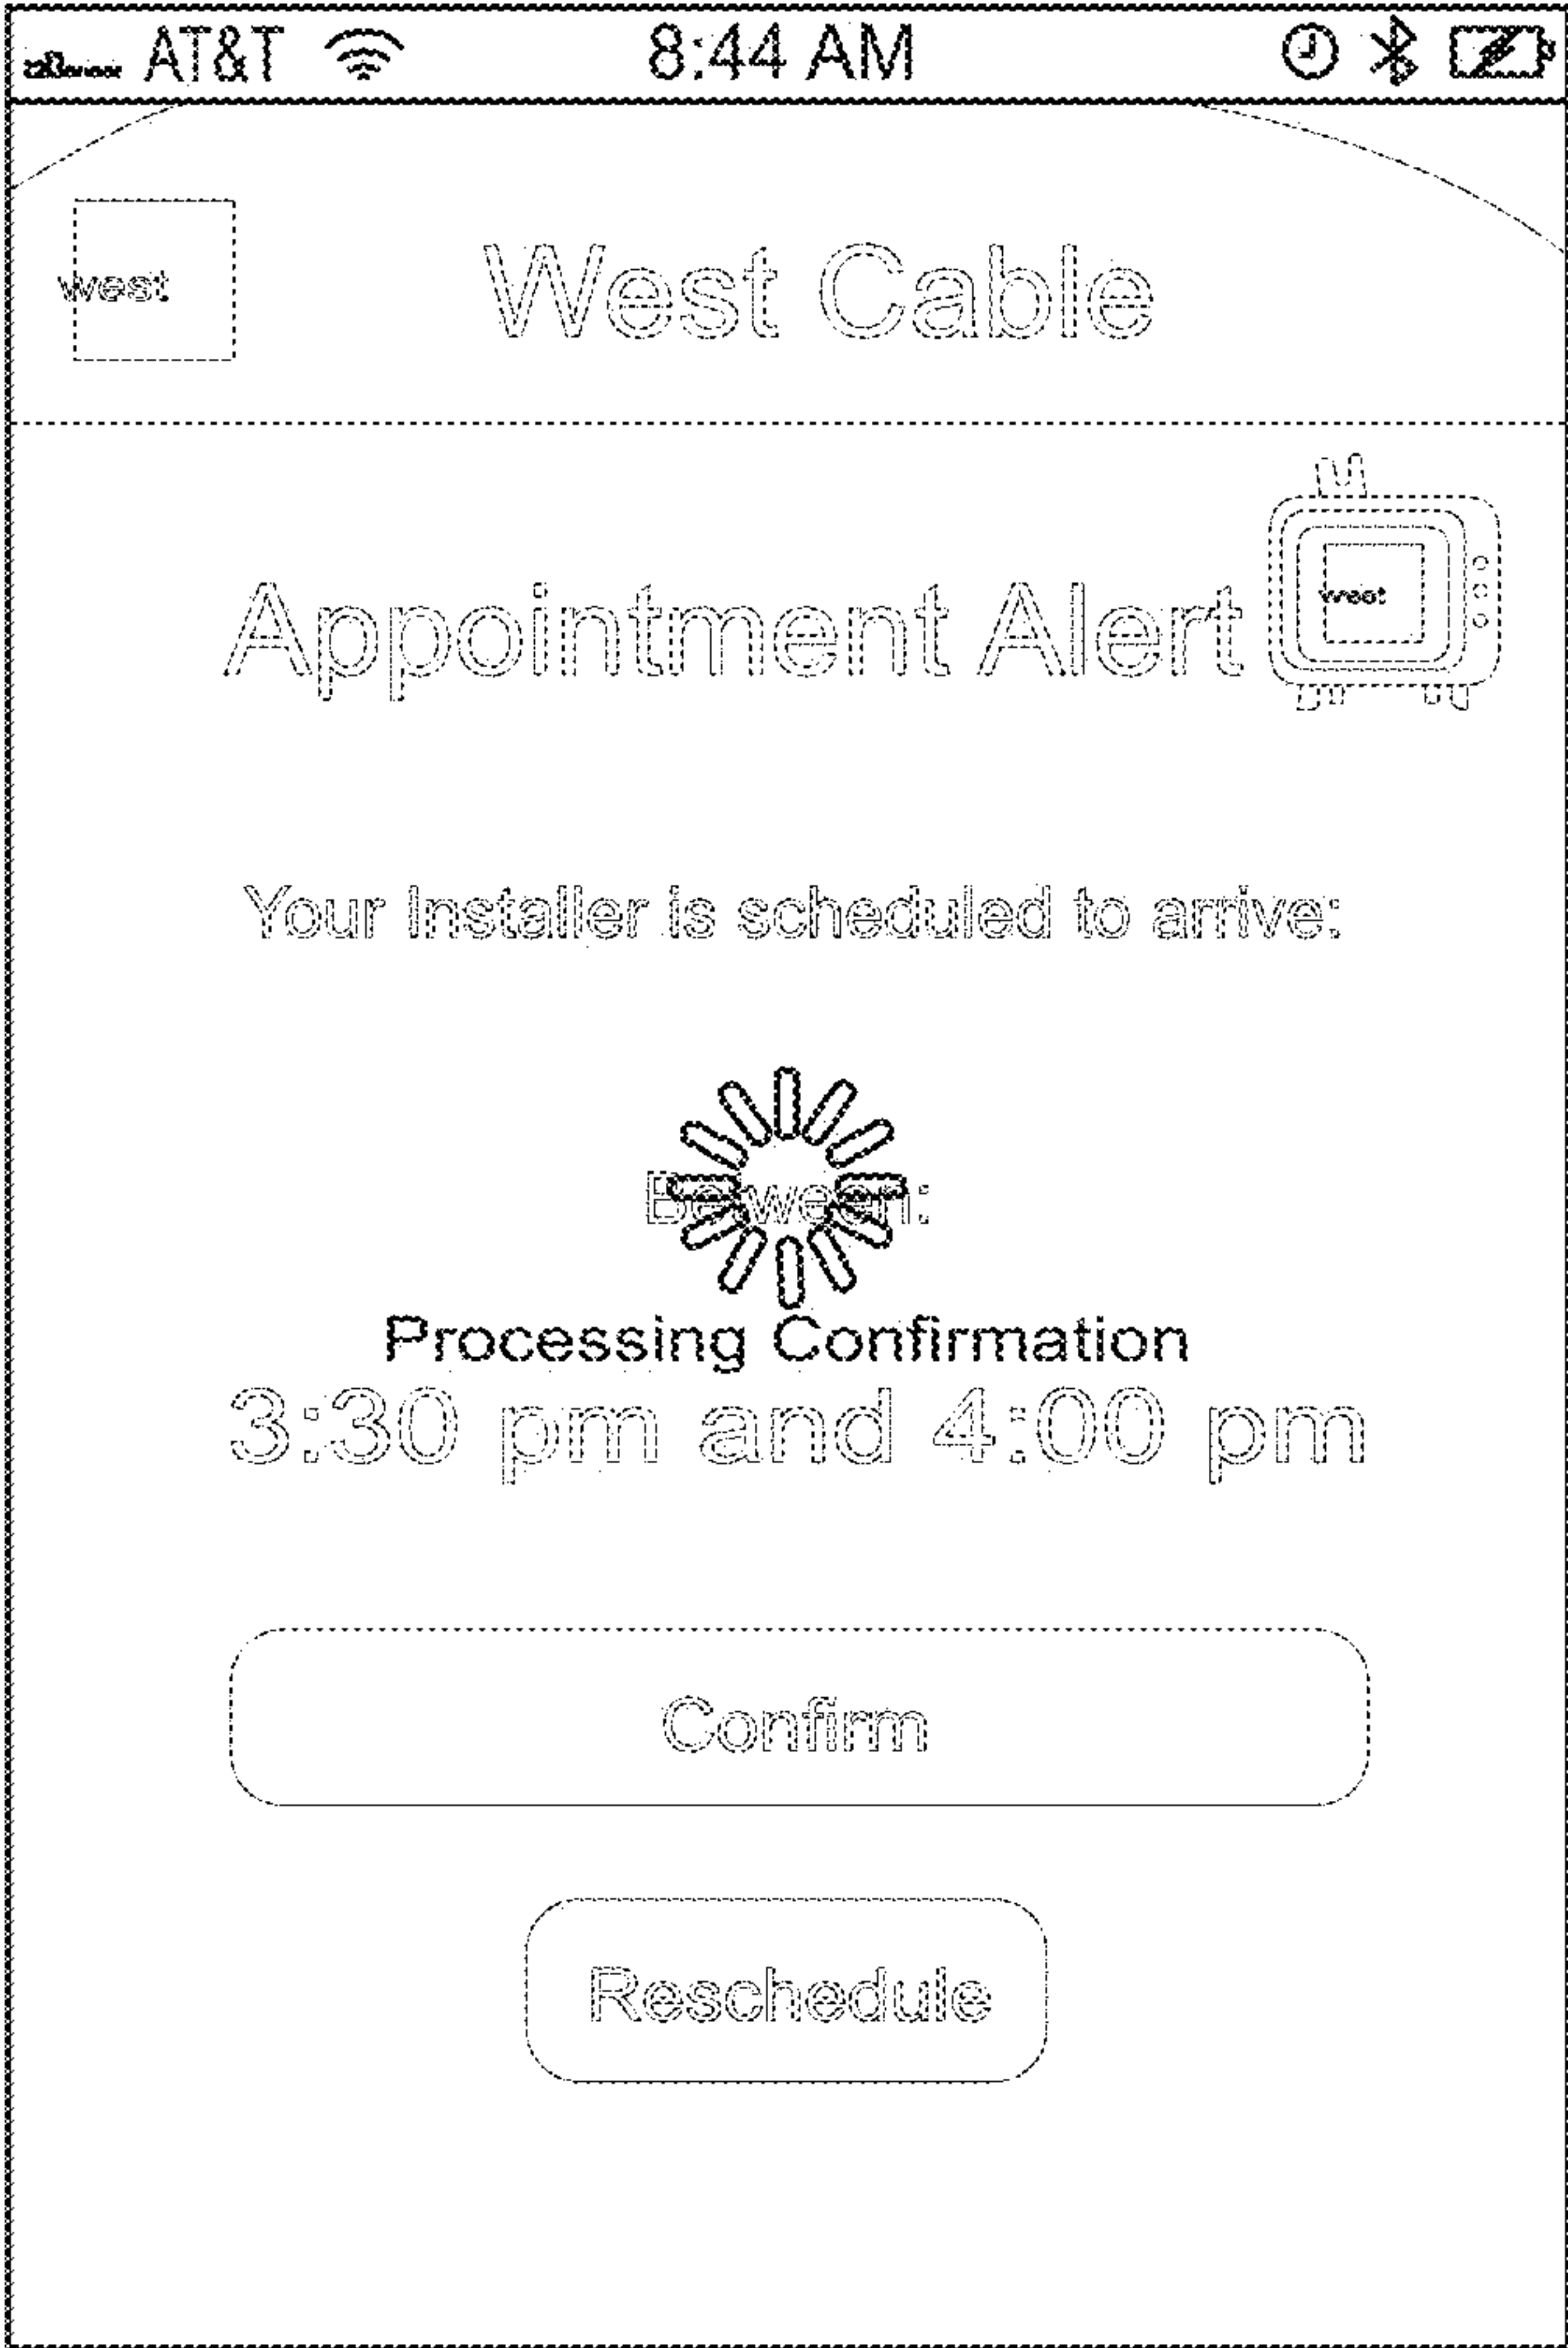 AT&T 8:44 AM
west West Cable
Appointment Alert west
Your Installer is scheduled to arrive:
Between:
Processing Confirmation
3:30 pm and 4:00 pm
Confirm
Reschedule